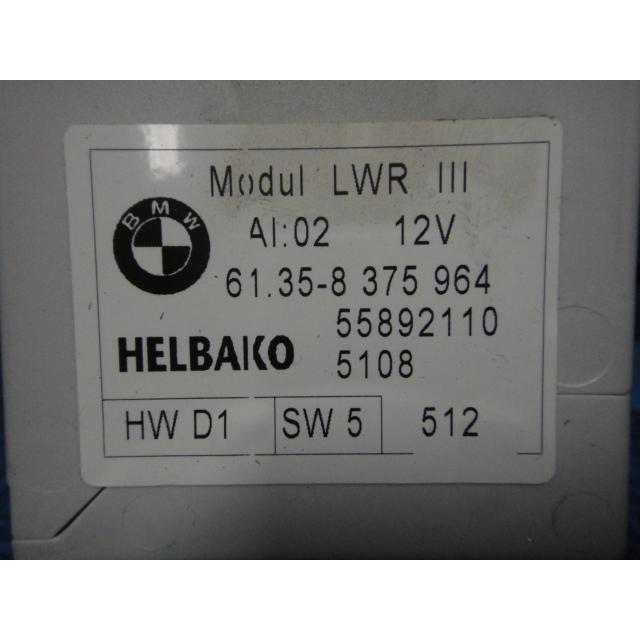 Modul LWR III
BMW
AI:02 12V
61.35-8 375 964
55892110
HELBAKO
5108
HW D1 SW 5 512